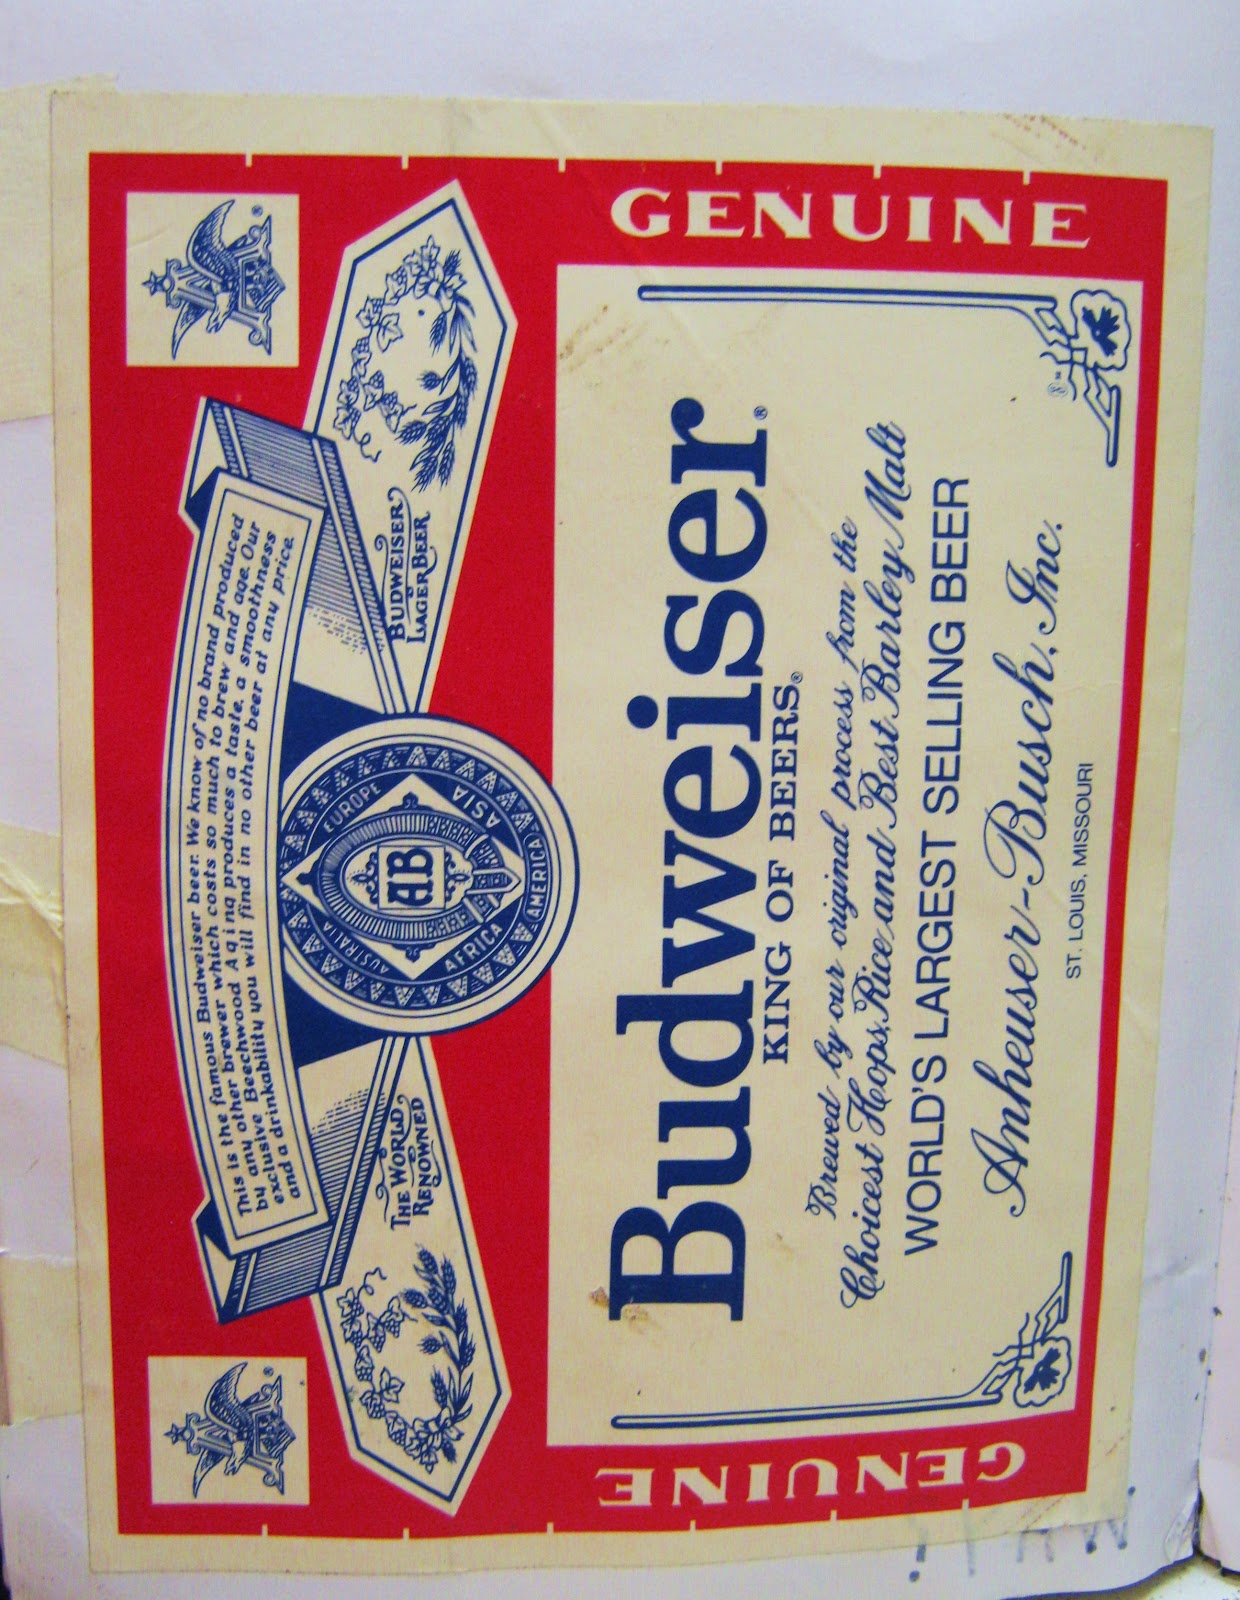 This is the famous Budweiser beer. We know of no brand produced
by any other brewer which costs so much to brew and age. Our
exclusive Beechwood Aging produces a taste, a smoothness
and a drinkability you will find in no other beer at any price.
THE WORLD
RENOWNED
BUDWEISER
LAGER BEER
EUROPE
ASIA
AMERICA
AFRICA
AUSTRALIA
AB
GENUINE
GENUINE
Budweiser®
KING OF BEERS®
Brewed by our original process from the
Choicest Hops, Rice and Best Barley Malt
WORLD'S LARGEST SELLING BEER
Anheuser-Busch, Inc.
ST. LOUIS, MISSOURI